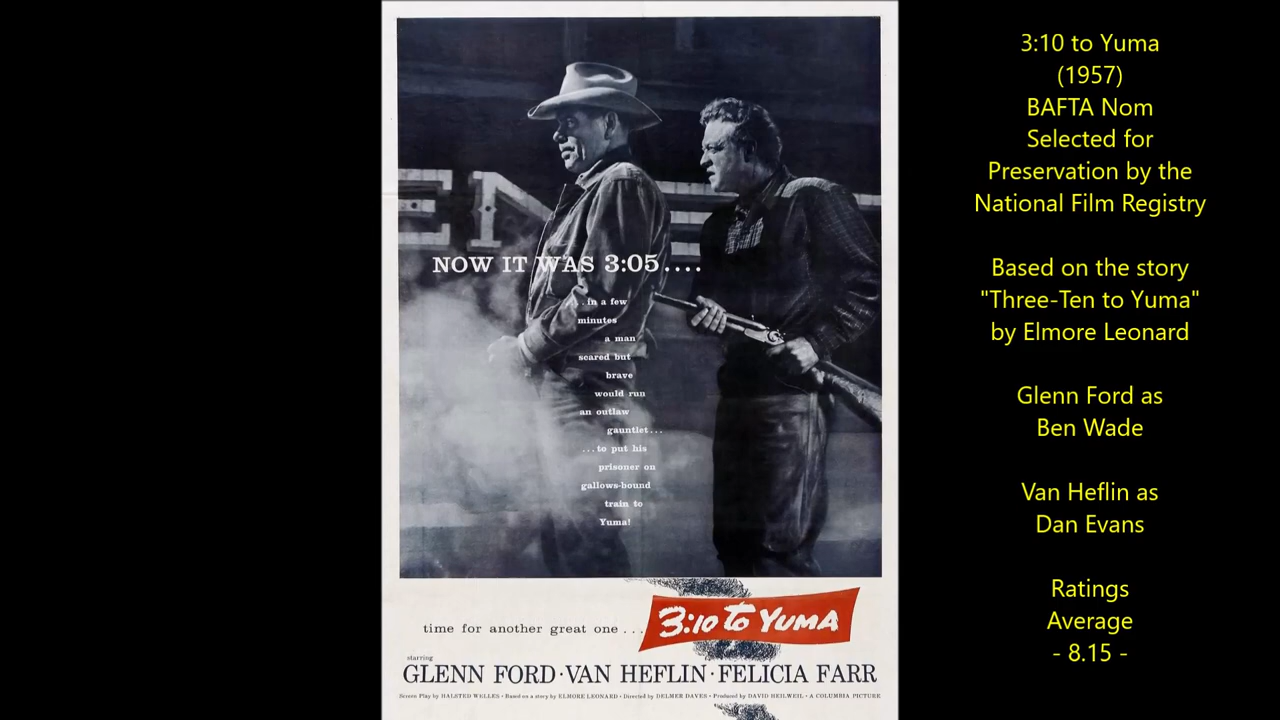 ENET
NOW IT WAS 3:05....
...in a few
minutes
a man
scared but
brave
would run
an outlaw
gauntlet...
...to put his
prisoner on
gallows-bound
train to
Yuma!
time for another great one...
3:10 to YUMA
starring
GLENN FORD · VAN HEFLIN · FELICIA FARR
Screen Play by HALSTED WELLES · Based on a story by ELMORE LEONARD · Directed by DELMER DAVES · Produced by DAVID HEILWEIL · A COLUMBIA PICTURE
3:10 to Yuma
(1957)
BAFTA Nom
Selected for
Preservation by the
National Film Registry
Based on the story
"Three-Ten to Yuma"
by Elmore Leonard
Glenn Ford as
Ben Wade
Van Heflin as
Dan Evans
Ratings
Average
- 8.15 -